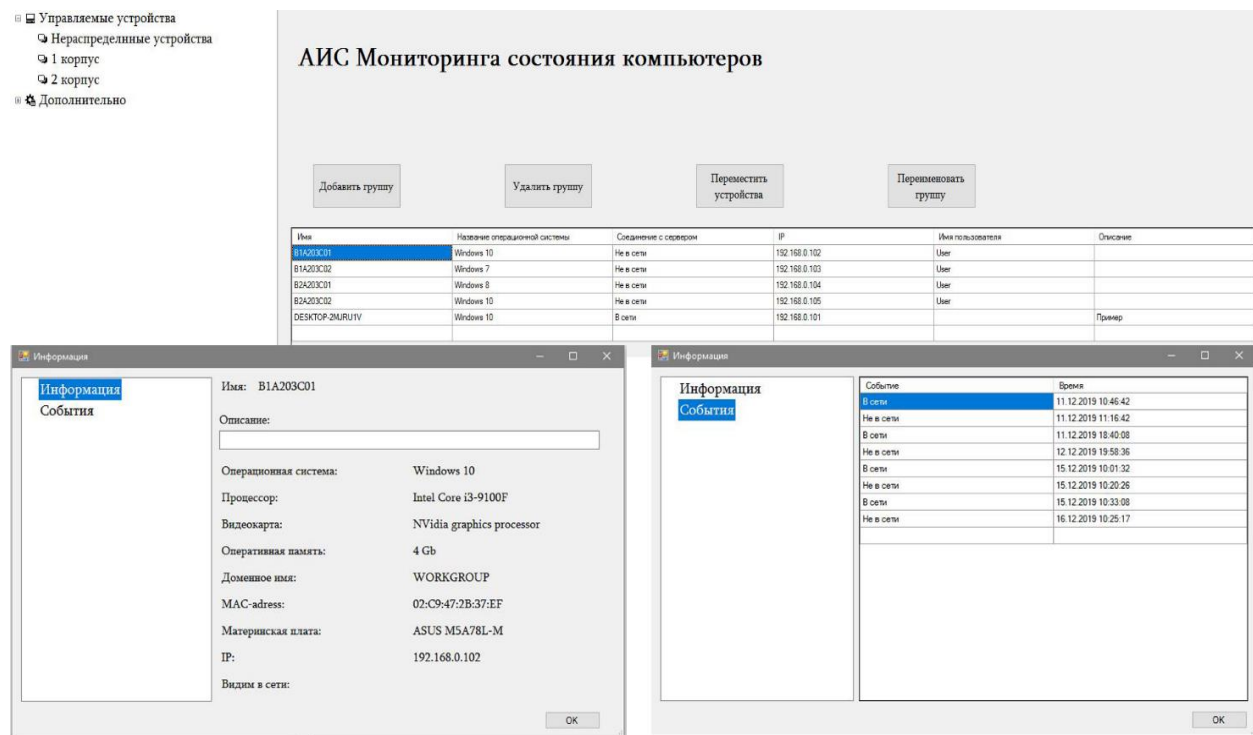 Управляемые устройства
Нераспределнные устройства
1 корпус
2 корпус
Дополнительно
АИС Мониторинга состояния компьютеров
Добавить группу
Удалить группу
Переместить
устройства
Переименовать
группу
Имя Название операционной системы Соединение с сервером IP Имя пользователя Описание
B1A203C01 Windows 10 Не в сети 192.168.0.102 User
B1A203C02 Windows 7 Не в сети 192.168.0.103 User
B2A203C01 Windows 8 Не в сети 192.168.0.104 User
B2A203C02 Windows 10 Не в сети 192.168.0.105 User
DESKTOP-2MJRU1V Windows 10 В сети 192.168.0.101 Пример
Информация
Информация
События
Имя: B1A203C01
Описание:
Операционная система: Windows 10
Процессор: Intel Core i3-9100F
Видеокарта: NVidia graphics processor
Оперативная память: 4 Gb
Доменное имя: WORKGROUP
MAC-adress: 02:C9:47:2B:37:EF
Материнская плата: ASUS M5A78L-M
IP: 192.168.0.102
Видим в сети:
OK
Информация
Информация
События
Событие Время
В сети 11.12.2019 10:46:42
Не в сети 11.12.2019 11:16:42
В сети 11.12.2019 18:40:08
Не в сети 12.12.2019 19:58:36
В сети 15.12.2019 10:01:32
Не в сети 15.12.2019 10:20:26
В сети 15.12.2019 10:33:08
Не в сети 16.12.2019 10:25:17
OK